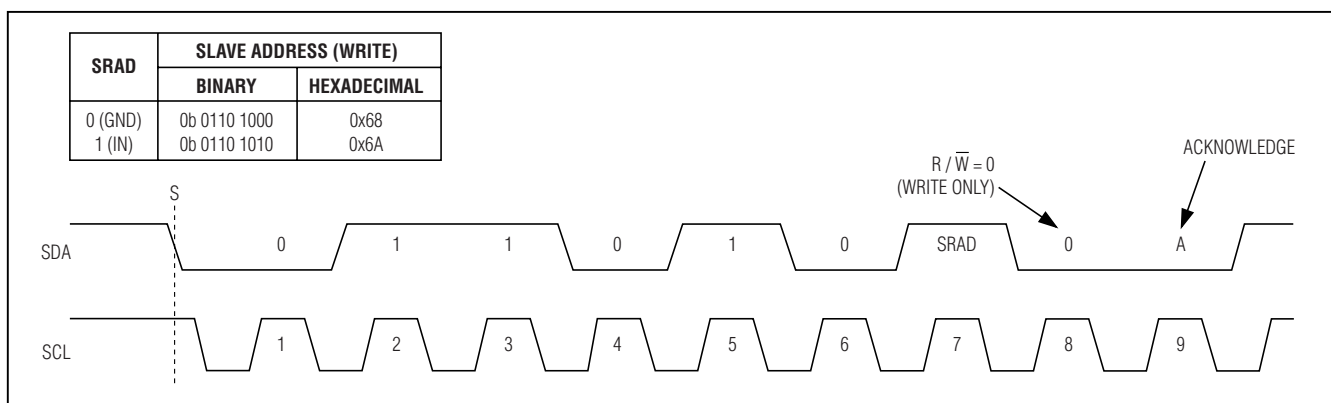 SRAD
SLAVE ADDRESS (WRITE)
BINARY
HEXADECIMAL
0 (GND) 0b 0110 1000 0x68
1 (IN) 0b 0110 1010 0x6A
ACKNOWLEDGE
R / W̅ = 0
(WRITE ONLY)
S
SDA 0 1 1 0 1 0 SRAD 0 A
SCL 1 2 3 4 5 6 7 8 9